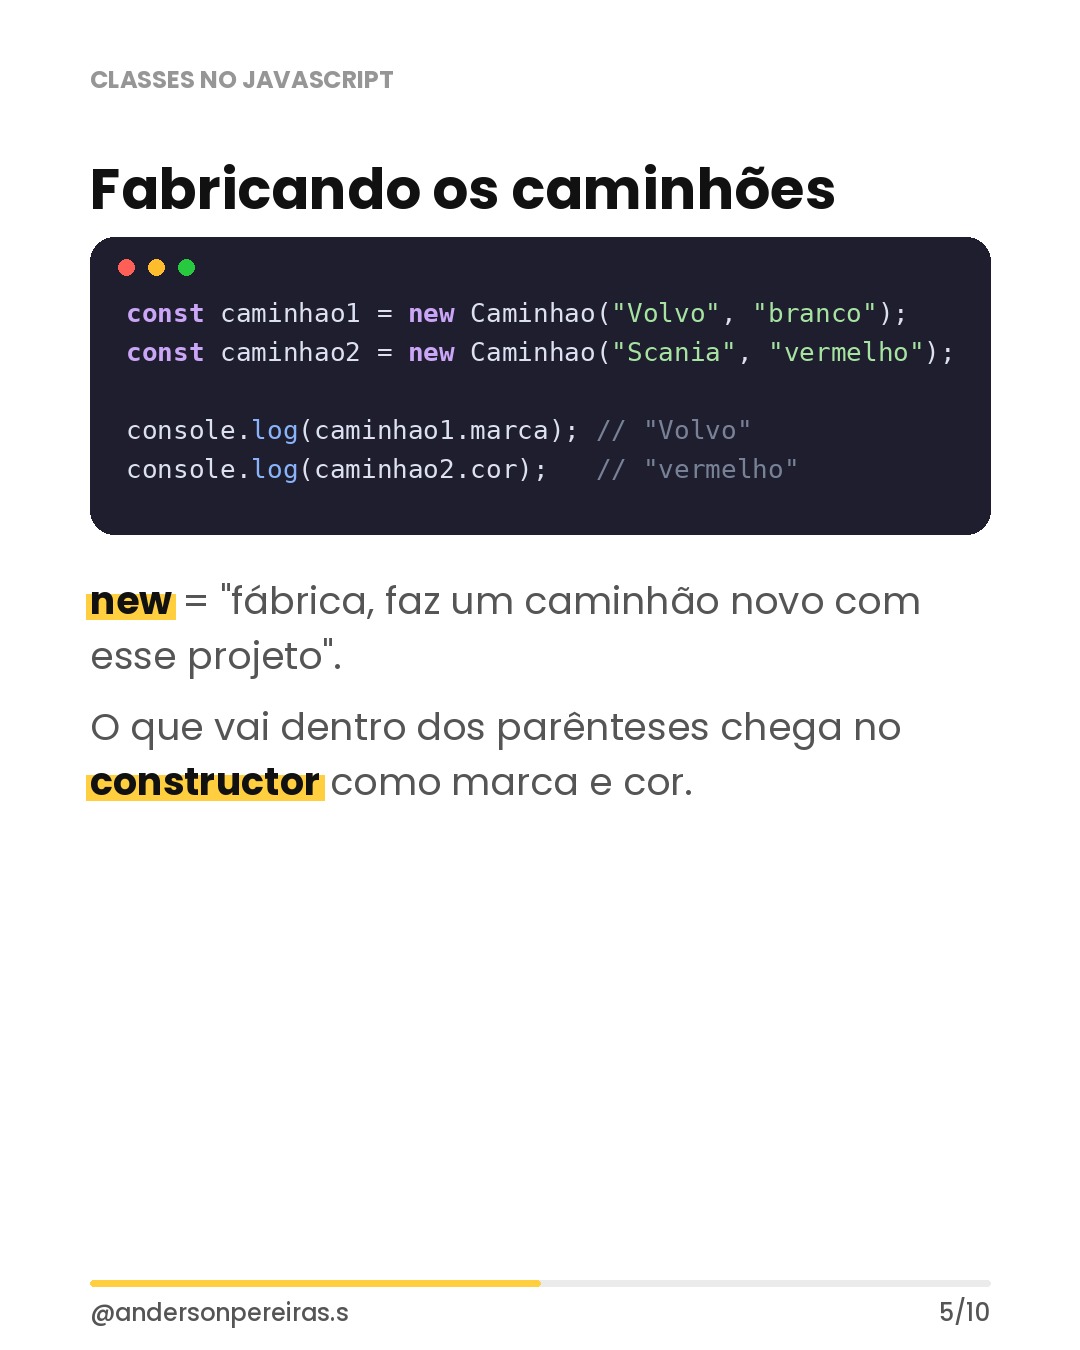 CLASSES NO JAVASCRIPT
Fabricando os caminhões
const caminhao1 = new Caminhao("Volvo", "branco");
const caminhao2 = new Caminhao("Scania", "vermelho");
console.log(caminhao1.marca); // "Volvo"
console.log(caminhao2.cor);   // "vermelho"
new = "fábrica, faz um caminhão novo com
esse projeto".
O que vai dentro dos parênteses chega no
constructor como marca e cor.
@andersonpereiras.s
5/10